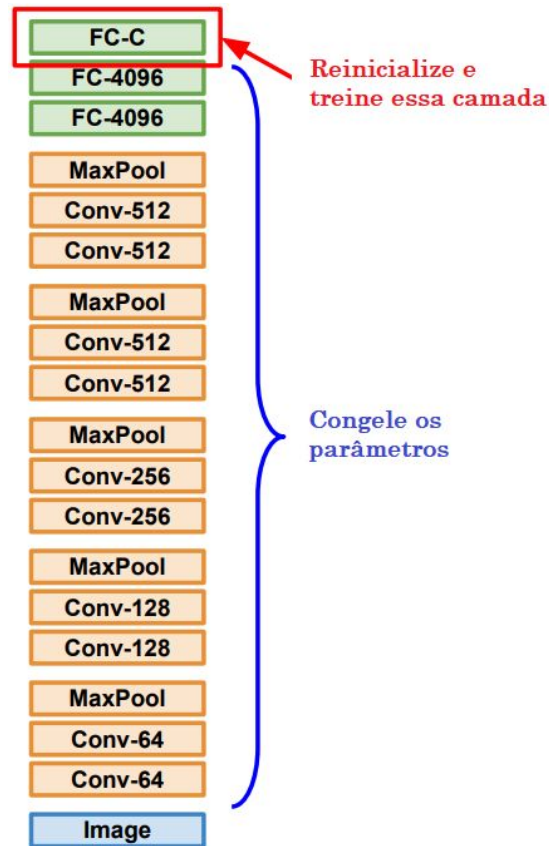 FC-C
FC-4096
FC-4096
MaxPool
Conv-512
Conv-512
MaxPool
Conv-512
Conv-512
MaxPool
Conv-256
Conv-256
MaxPool
Conv-128
Conv-128
MaxPool
Conv-64
Conv-64
Image
Reinicialize e
treine essa camada
Congele os
parâmetros